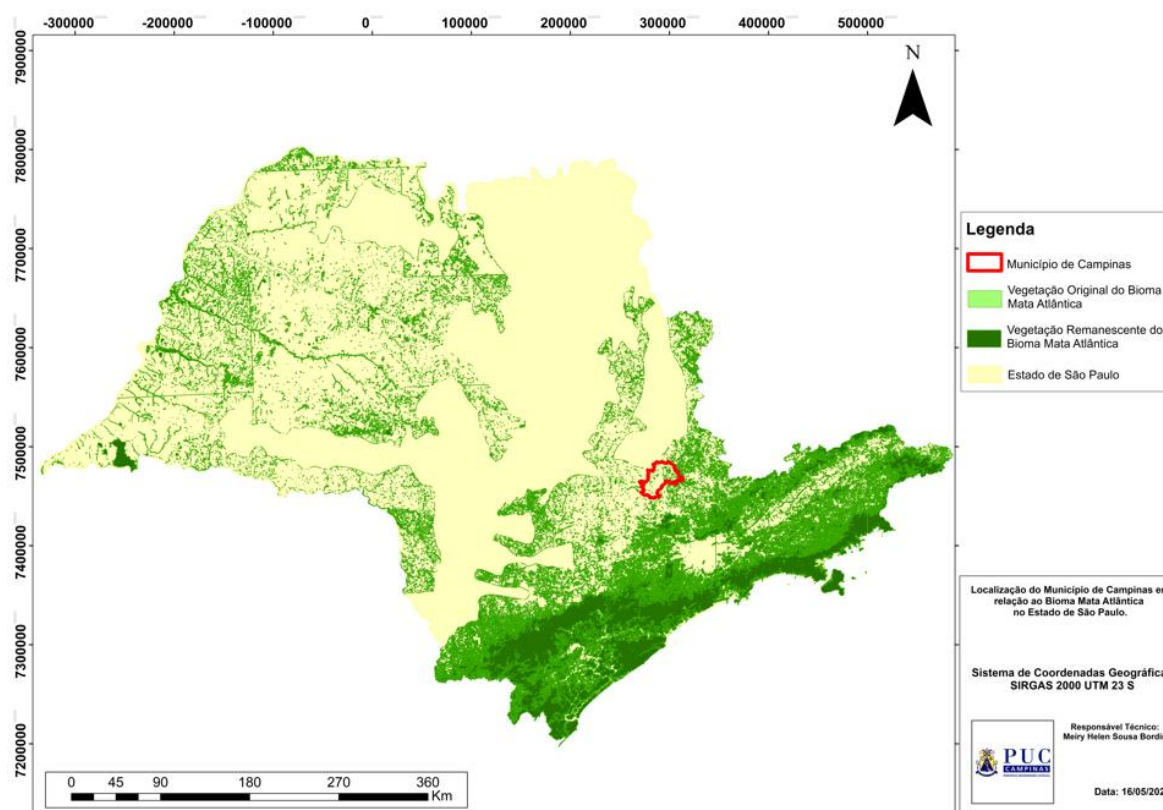 -300000 -200000 -100000 0 100000 200000 300000 400000 500000
7900000
7800000
7700000
7600000
7500000
7400000
7300000
7200000
N
Legenda
Município de Campinas
Vegetação Original do Bioma
Mata Atlântica
Vegetação Remanescente do
Bioma Mata Atlântica
Estado de São Paulo
Localização do Município de Campinas e
relação ao Bioma Mata Atlântica
no Estado de São Paulo.
Sistema de Coordenadas Geográfica
SIRGAS 2000 UTM 23 S
PUC
CAMPINAS
Responsável Técnico:
Meiry Helen Sousa Bordi
Data: 16/05/202
0 45 90 180 270 360
Km